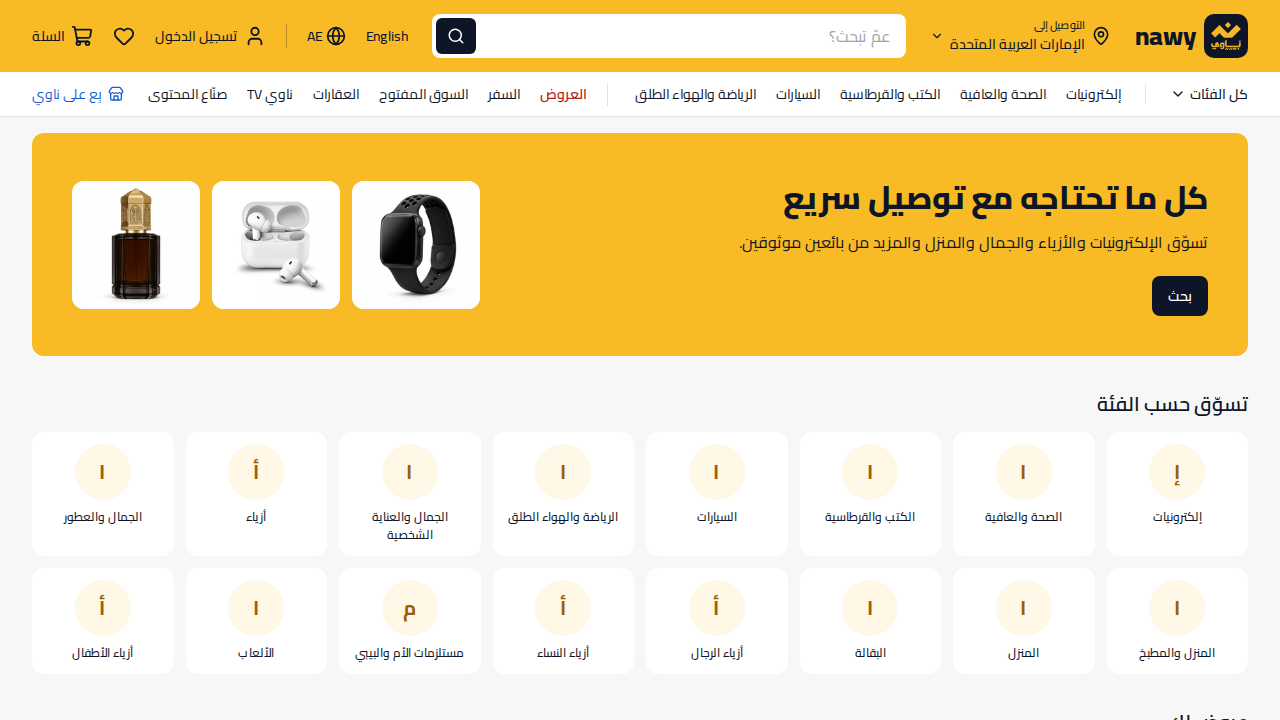 ناوي
NAWY
nawy
التوصيل إلى
الإمارات العربية المتحدة
عمّ تبحث؟
English
AE
تسجيل الدخول
السلة
كل الفئات
إلكترونيات
الصحة والعافية
الكتب والقرطاسية
السيارات
الرياضة والهواء الطلق
العروض
السفر
السوق المفتوح
العقارات
ناوي TV
صنّاع المحتوى
بع على ناوي
كل ما تحتاجه مع توصيل سريع
تسوّق الإلكترونيات والأزياء والجمال والمنزل والمزيد من بائعين موثوقين.
بحث
تسوّق حسب الفئة
إ
إلكترونيات
ا
الصحة والعافية
ا
الكتب والقرطاسية
ا
السيارات
ا
الرياضة والهواء الطلق
ا
الجمال والعناية
الشخصية
أ
أزياء
ا
الجمال والعطور
ا
المنزل والمطبخ
ا
المنزل
ا
البقالة
أ
أزياء الرجال
أ
أزياء النساء
م
مستلزمات الأم والبيبي
ا
الألعاب
أ
أزياء الأطفال